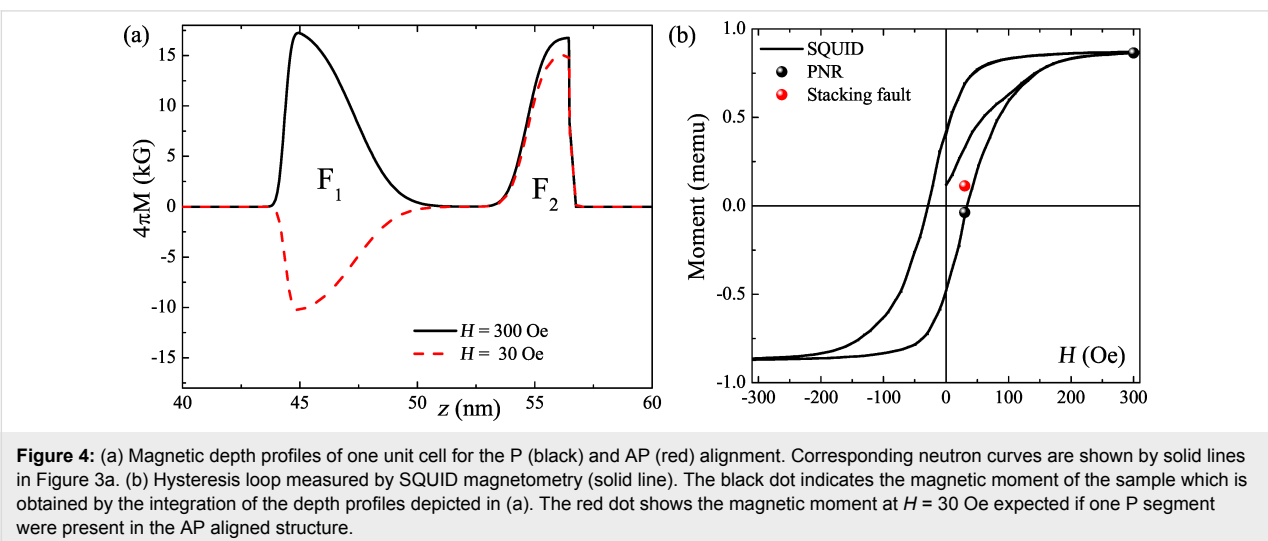 (a)
4πM (kG)
15
10
5
0
-5
-10
-15
F1
F2
H = 300 Oe
H = 30 Oe
40
45
50
55
60
z (nm)
(b)
Moment (memu)
1.0
0.5
0.0
-0.5
-1.0
SQUID
PNR
Stacking fault
H (Oe)
-300
-200
-100
0
100
200
300
Figure 4: (a) Magnetic depth profiles of one unit cell for the P (black) and AP (red) alignment. Corresponding neutron curves are shown by solid lines
in Figure 3a. (b) Hysteresis loop measured by SQUID magnetometry (solid line). The black dot indicates the magnetic moment of the sample which is
obtained by the integration of the depth profiles depicted in (a). The red dot shows the magnetic moment at H = 30 Oe expected if one P segment
were present in the AP aligned structure.